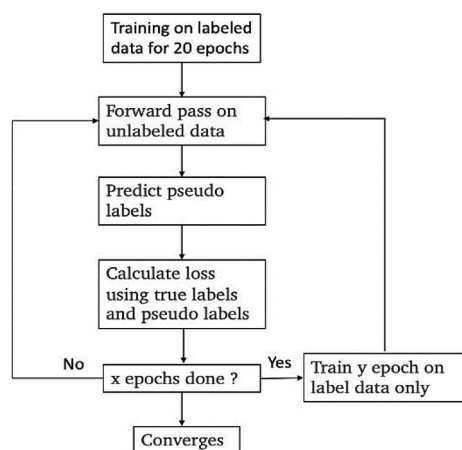 Training on labeled
data for 20 epochs
Forward pass on
unlabeled data
Predict pseudo
labels
Calculate loss
using true labels
and pseudo labels
No
x epochs done ?
Yes
Train y epoch on
label data only
Converges